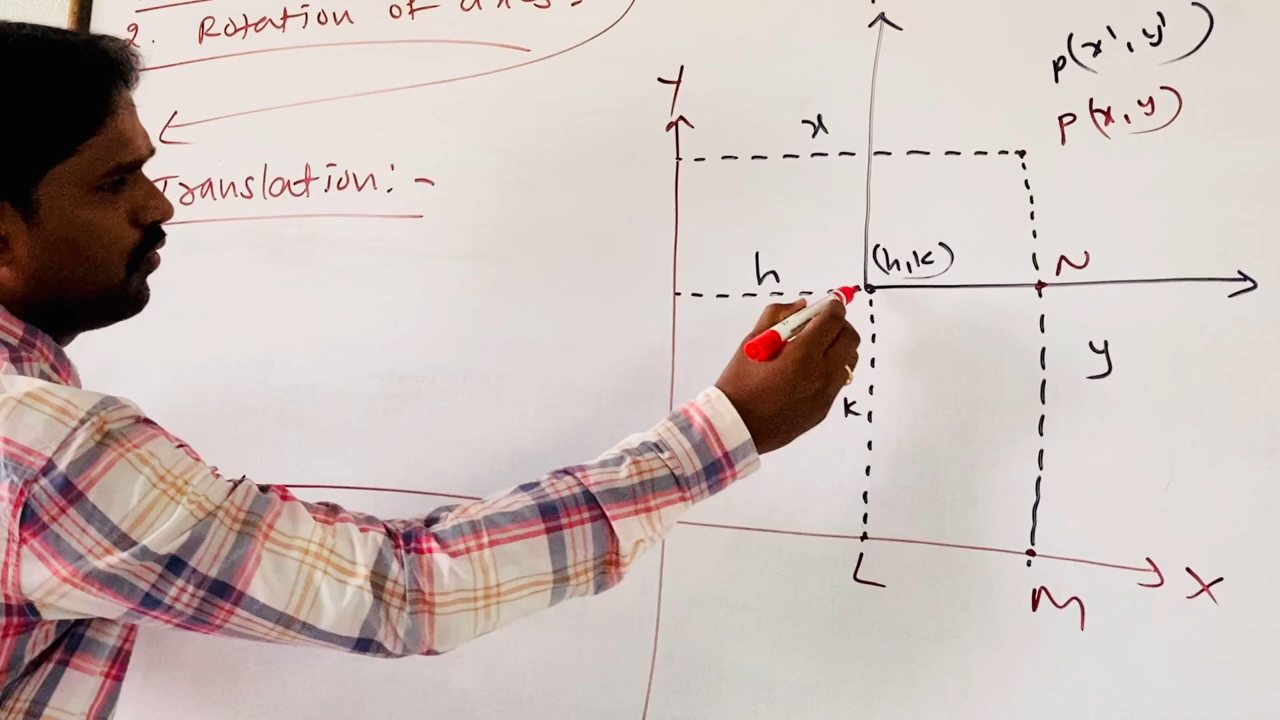 2. Rotation of axes :-
Translation: -
Y
p(x', y')
x
P(x, y)
h
(h, k)
N
y
k
L
M
X